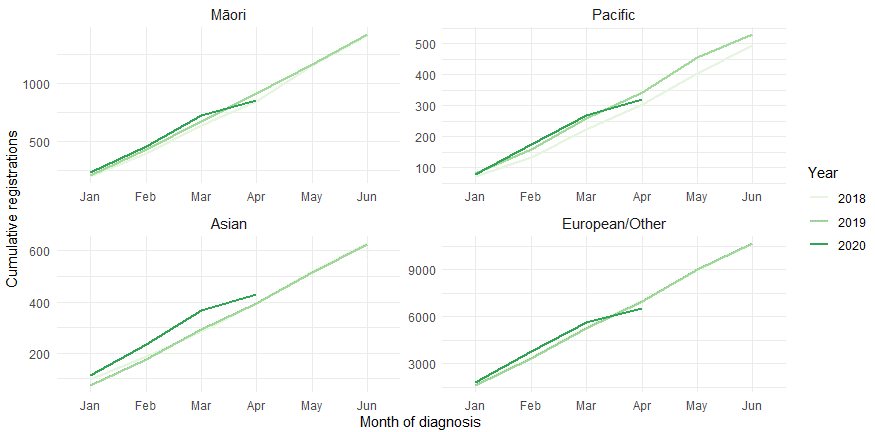 Māori
Pacific
1000
500
Jan Feb Mar Apr May Jun
500
400
300
200
100
Jan Feb Mar Apr May Jun
Cumulative registrations
Asian
European/Other
600
400
200
Jan Feb Mar Apr May Jun
9000
6000
3000
Jan Feb Mar Apr May Jun
Month of diagnosis
Year
2018
2019
2020